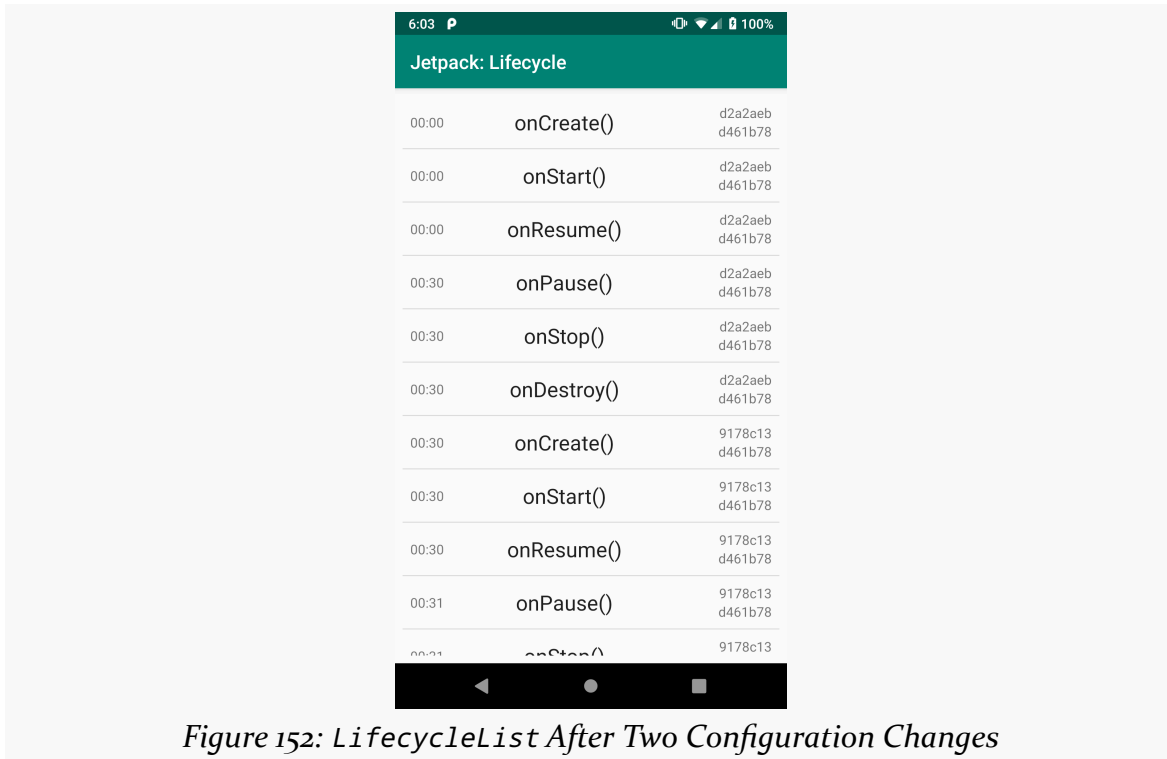 6:03 100%
Jetpack: Lifecycle
00:00 onCreate() d2a2aeb
d461b78
00:00 onStart() d2a2aeb
d461b78
00:00 onResume() d2a2aeb
d461b78
00:30 onPause() d2a2aeb
d461b78
00:30 onStop() d2a2aeb
d461b78
00:30 onDestroy() d2a2aeb
d461b78
00:30 onCreate() 9178c13
d461b78
00:30 onStart() 9178c13
d461b78
00:30 onResume() 9178c13
d461b78
00:31 onPause() 9178c13
d461b78
00:31 onStop() 9178c13
Figure 152: LifecycleList After Two Configuration Changes